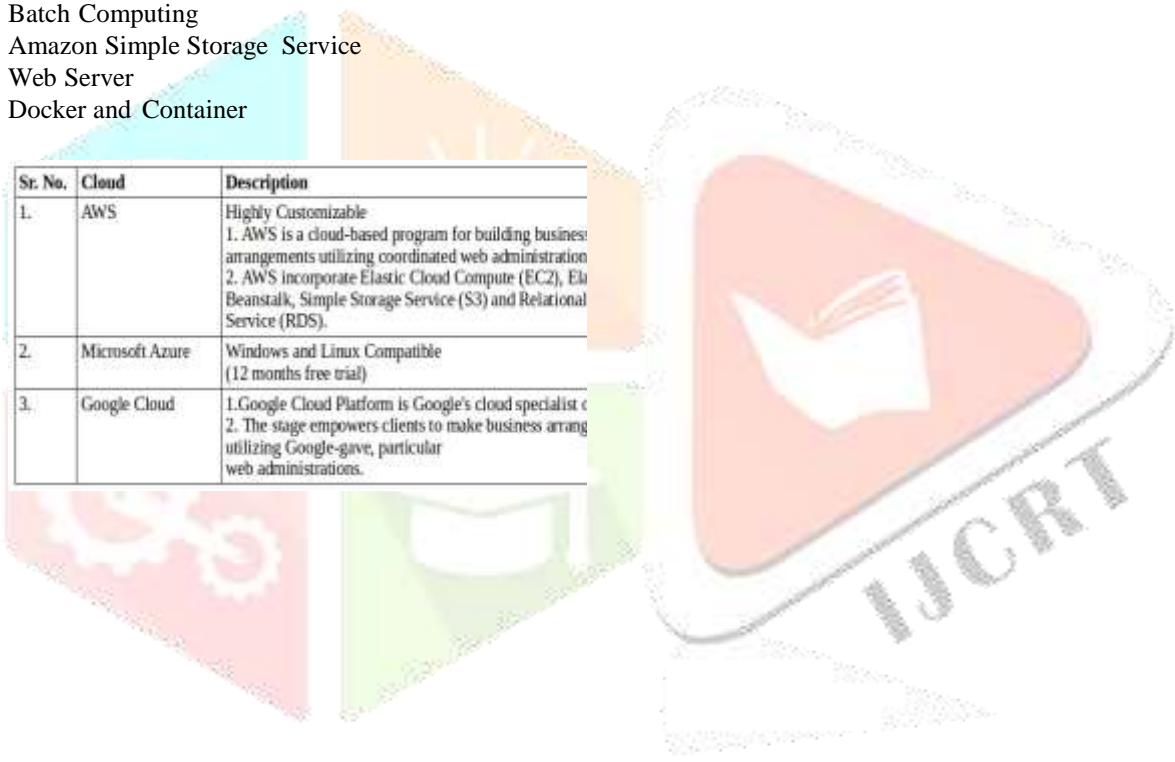 Batch Computing
Amazon Simple Storage Service
Web Server
Docker and Container
Sr. No. Cloud Description
1. AWS Highly Customizable
1. AWS is a cloud-based program for building business
arrangements utilizing coordinated web administration
2. AWS incorporate Elastic Cloud Compute (EC2),
Beanstalk, Simple Storage Service (S3) and Relational
Service (RDS).
2. Microsoft Azure Windows and Linux Compatible
(12 months free trial)
3. Google Cloud 1.Google Cloud Platform is Google's cloud specialist
2. The stage empowers clients to make business
utilizing Google-gave, particular
web administrations.
IJCRT